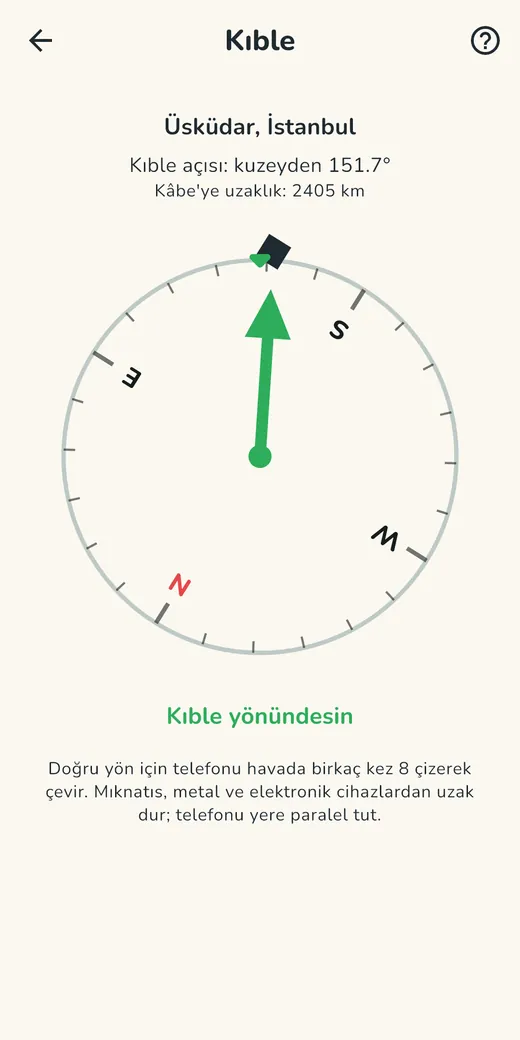 Kıble
Üsküdar, İstanbul
Kıble açısı: kuzeyden 151.7°
Kâbe'ye uzaklık: 2405 km
S
E
W
N
Kıble yönündesin
Doğru yön için telefonu havada birkaç kez 8 çizerek
çevir. Mıknatıs, metal ve elektronik cihazlardan uzak
dur; telefonu yere paralel tut.